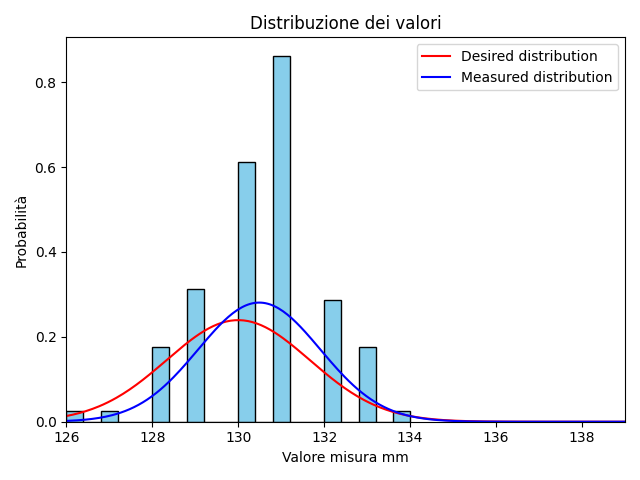 Distribuzione dei valori
Desired distribution
Measured distribution
Probabilità
0.8
0.6
0.4
0.2
0.0
126 128 130 132 134 136 138
Valore misura mm